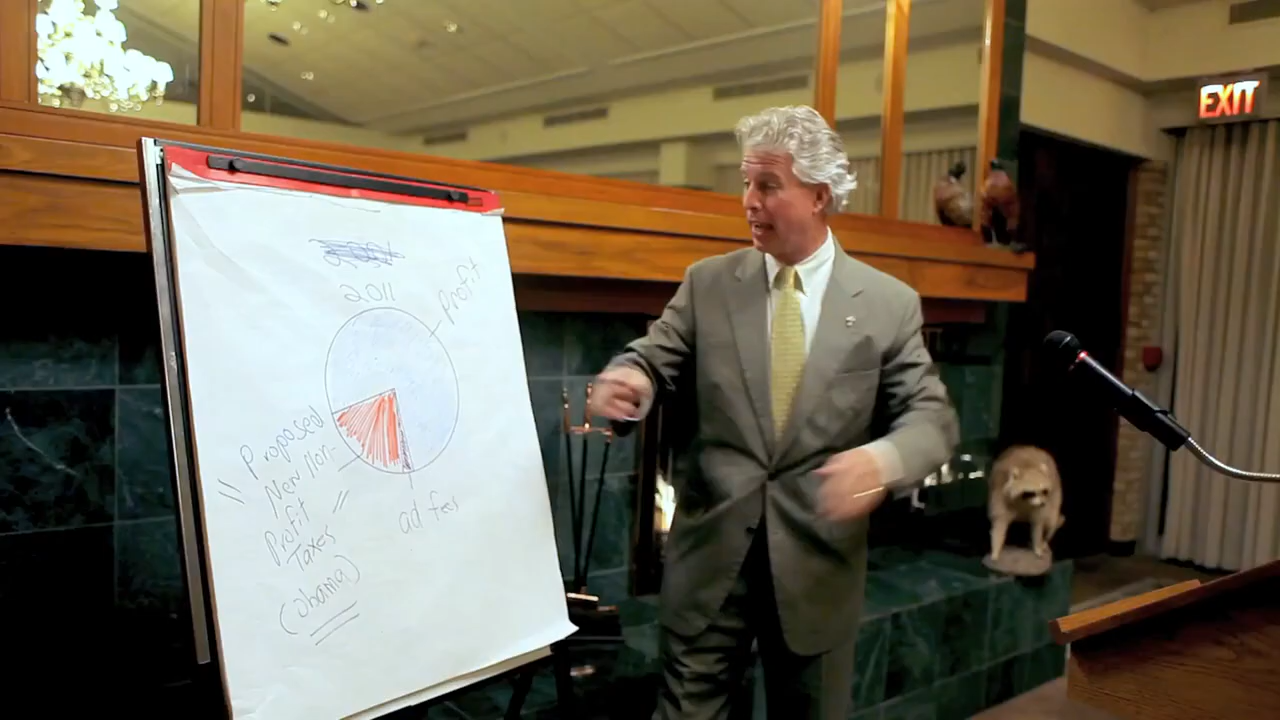 2011
Profit
" Proposed
New Non-
Profit
Taxes "
(Obama)
ad fees
EXIT